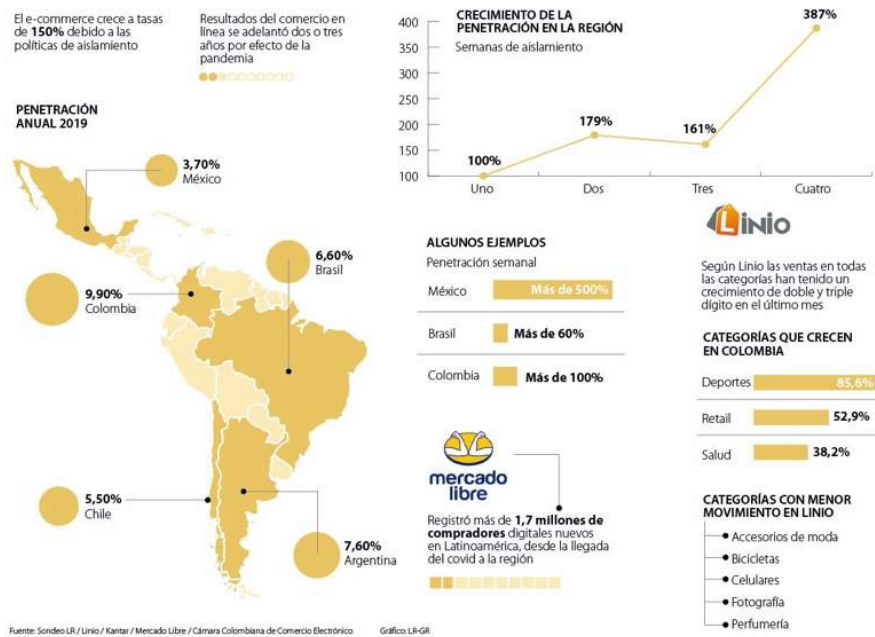 El e-commerce crece a tasas
de 150% debido a las
políticas de aislamiento
Resultados del comercio en
línea se adelantó dos o tres
años por efecto de la
pandemia
PENETRACIÓN
ANUAL 2019
3,70%
México
6,60%
Brasil
9,90%
Colombia
5,50%
Chile
7,60%
Argentina
CRECIMIENTO DE LA
PENETRACIÓN EN LA REGIÓN
Semanas de aislamiento
400
350
300
250
200
150
100
100%
179%
161%
387%
Uno
Dos
Tres
Cuatro
ALGUNOS EJEMPLOS
Penetración semanal
México
Más de 500%
Brasil
Más de 60%
Colombia
Más de 100%
mercado
libre
Registró más de 1,7 millones de
compradores digitales nuevos
en Latinoamérica, desde la llegada
del covid a la región
LINIO
Según Linio las ventas en todas
las categorías han tenido un
crecimiento de doble y triple
dígito en el último mes
CATEGORÍAS QUE CRECEN
EN COLOMBIA
Deportes
85,6%
Retail
52,9%
Salud
38,2%
CATEGORÍAS CON MENOR
MOVIMIENTO EN LINIO
Accesorios de moda
Bicicletas
Celulares
Fotografía
Perfumería
Fuente: Sondeo LR / Linio / Kantar / Mercado Libre / Cámara Colombiana de Comercio Electrónico
Gráfico: LR-GR